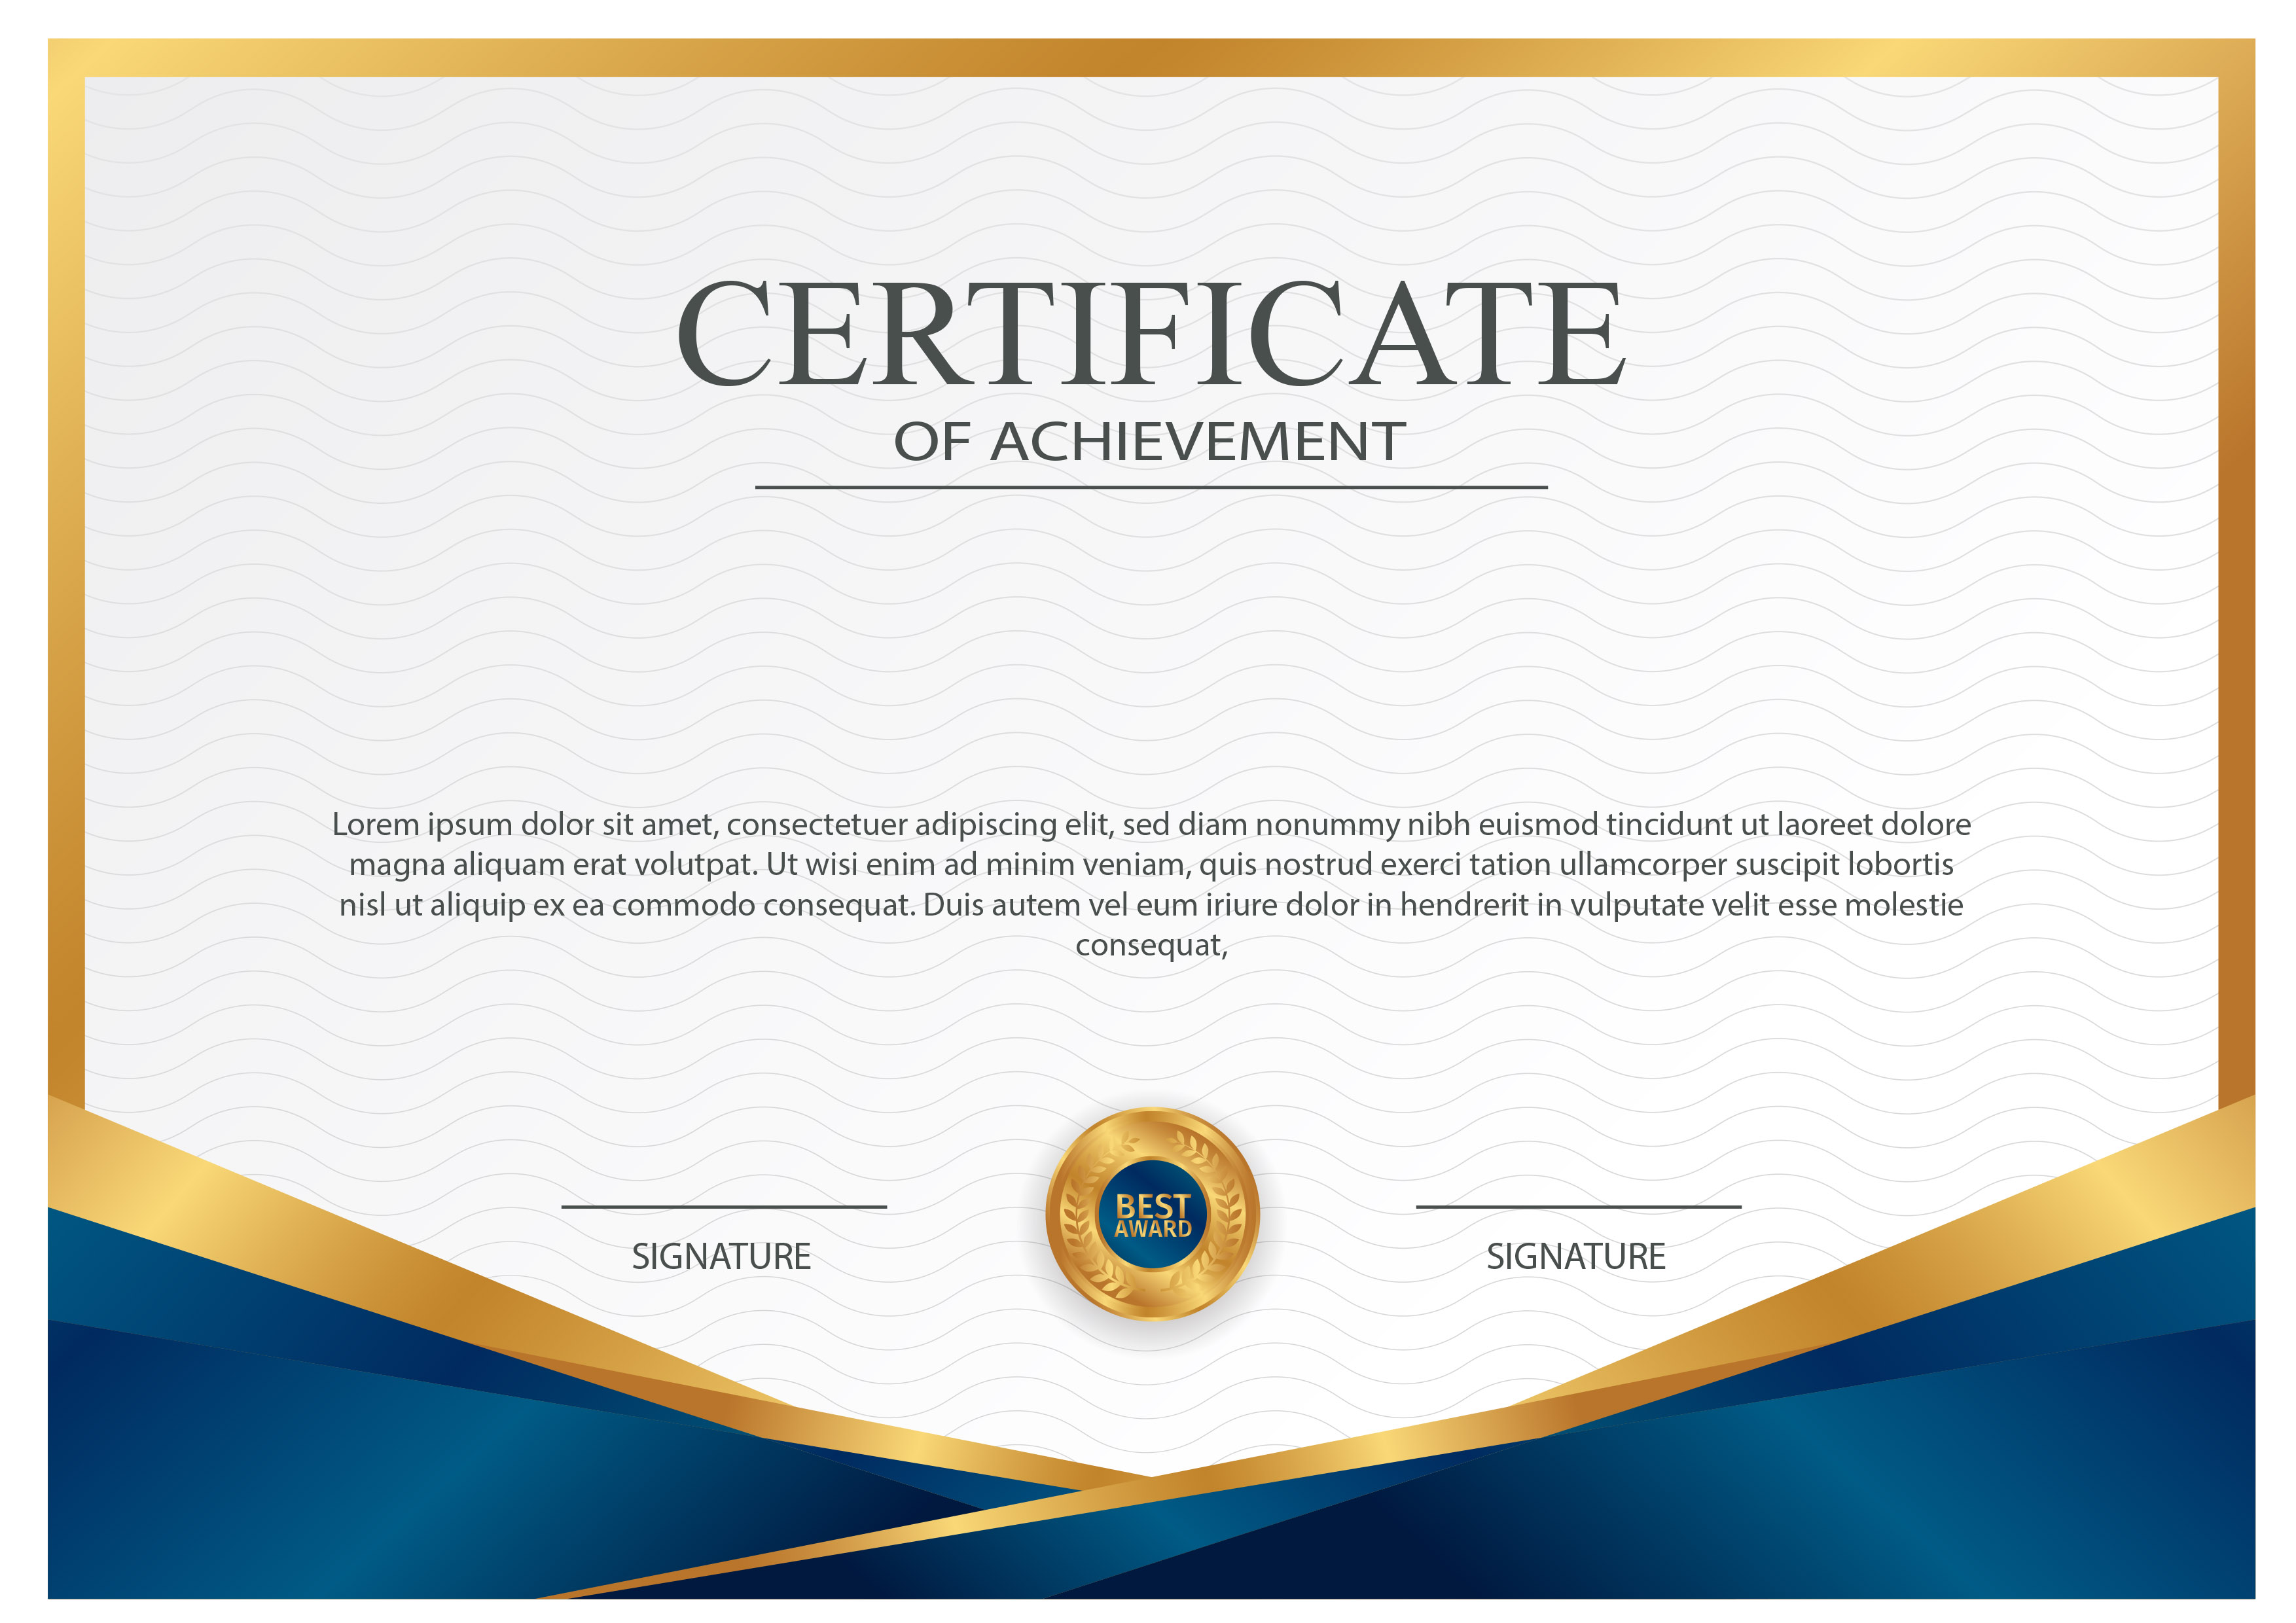 CERTIFICATE
OF ACHIEVEMENT
Lorem ipsum dolor sit amet, consectetuer adipiscing elit, sed diam nonummy nibh euismod tincidunt ut laoreet dolore
magna aliquam erat volutpat. Ut wisi enim ad minim veniam, quis nostrud exerci tation ullamcorper suscipit lobortis
nisl ut aliquip ex ea commodo consequat. Duis autem vel eum iriure dolor in hendrerit in vulputate velit esse molestie
consequat,
BEST
AWARD
SIGNATURE
SIGNATURE